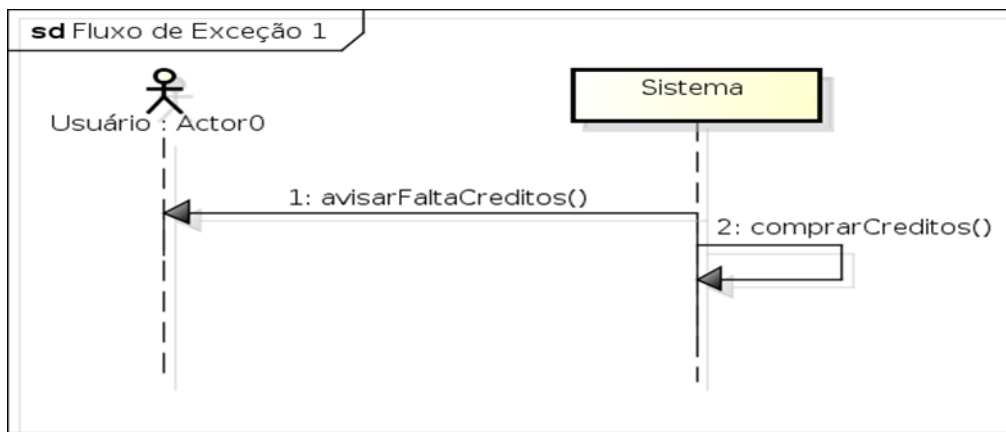 sd Fluxo de Exceção 1
Usuário : Actor0
Sistema
1: avisarFaltaCreditos()
2: comprarCreditos()